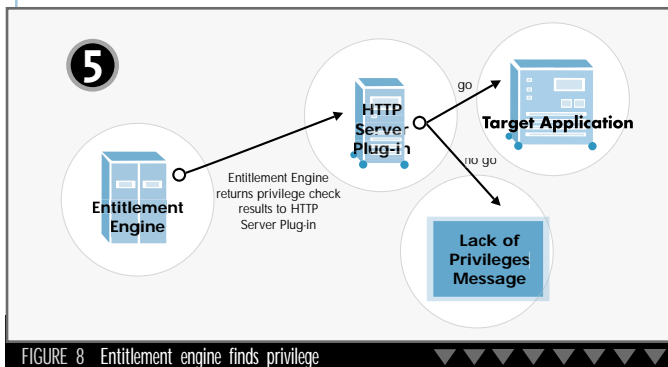 5
HTTP
Server
Plug-in
go
Target Application
no go
Entitlement
Engine
Entitlement Engine
returns privilege check
results to HTTP
Server Plug-in
Lack of
Privileges
Message
FIGURE 8 Entitlement engine finds privilege